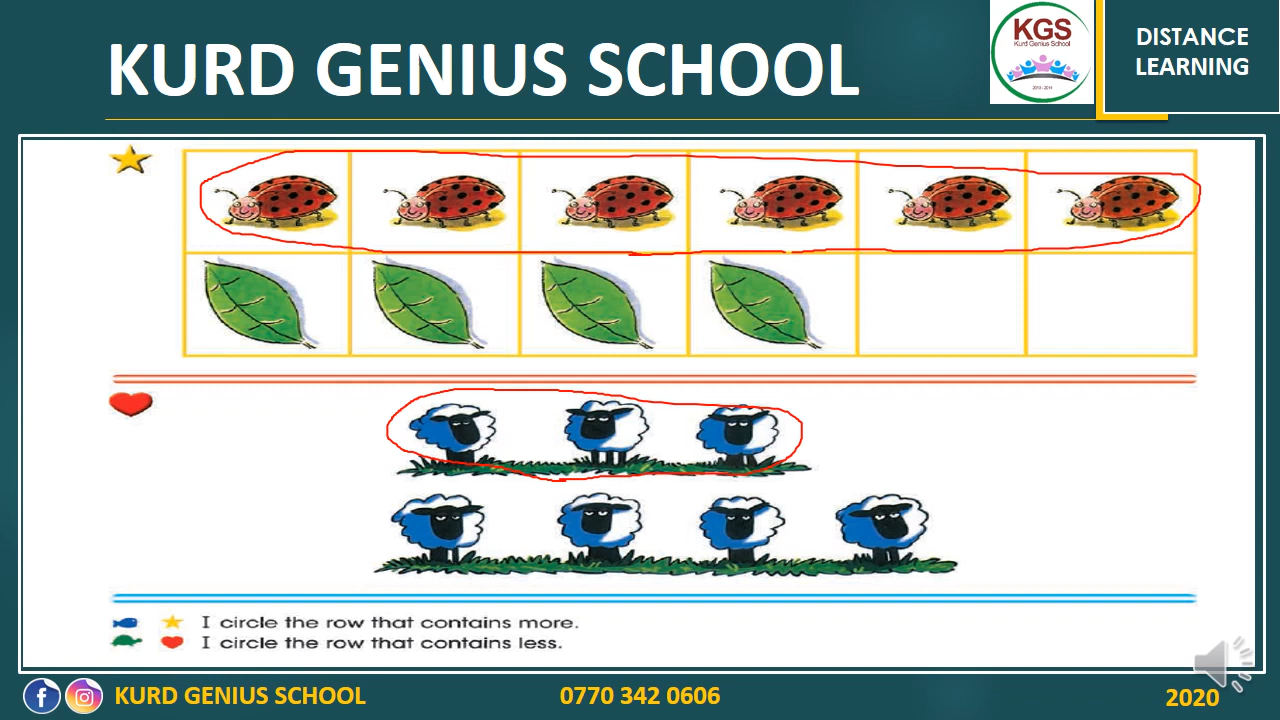 KURD GENIUS SCHOOL
KGS
Kurd Genius School
DISTANCE
LEARNING
I circle the row that contains more.
I circle the row that contains less.
KURD GENIUS SCHOOL
0770 342 0606
2020